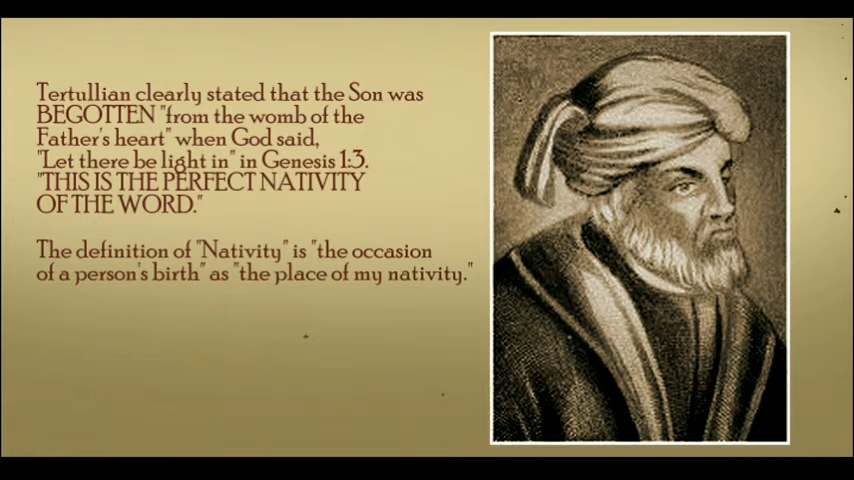 Tertullian clearly stated that the Son was
BEGOTTEN "from the womb of the
Father's heart" when God said,
"Let there be light in" in Genesis 1:3.
"THIS IS THE PERFECT NATIVITY
OF THE WORD."
The definition of "Nativity" is "the occasion
of a person's birth" as "the place of my nativity."